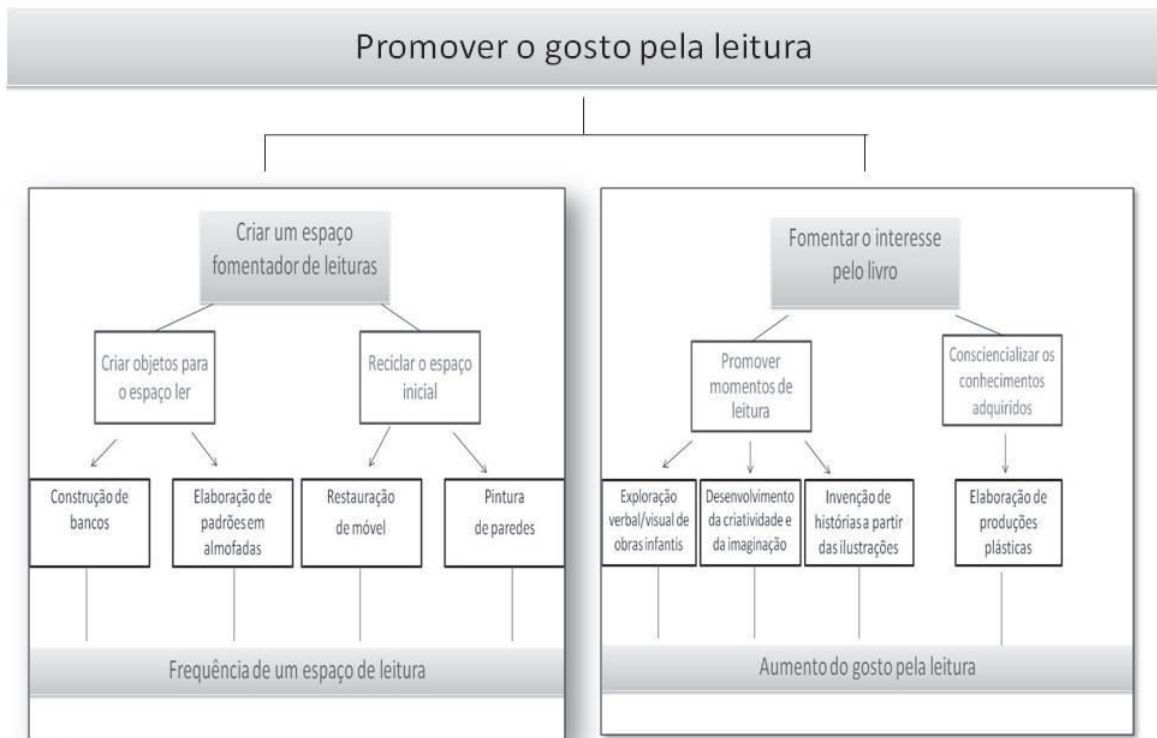 Promover o gosto pela leitura
Criar um espaço
fomentador de leituras
Criar objetos para
o espaço ler
Reciclar o espaço
inicial
Construção de
bancos
Elaboração de
padrões em
almofadas
Restauração
de móvel
Pintura
de paredes
Frequência de um espaço de leitura
Fomentar o interesse
pelo livro
Promover
momentos de
leitura
Consciencializar os
conhecimentos
adquiridos
Exploração
verbal/visual de
obras infantis
Desenvolvimento
da criatividade e
da imaginação
Invenção de
histórias a partir
das ilustrações
Elaboração de
produções
plásticas
Aumento do gosto pela leitura